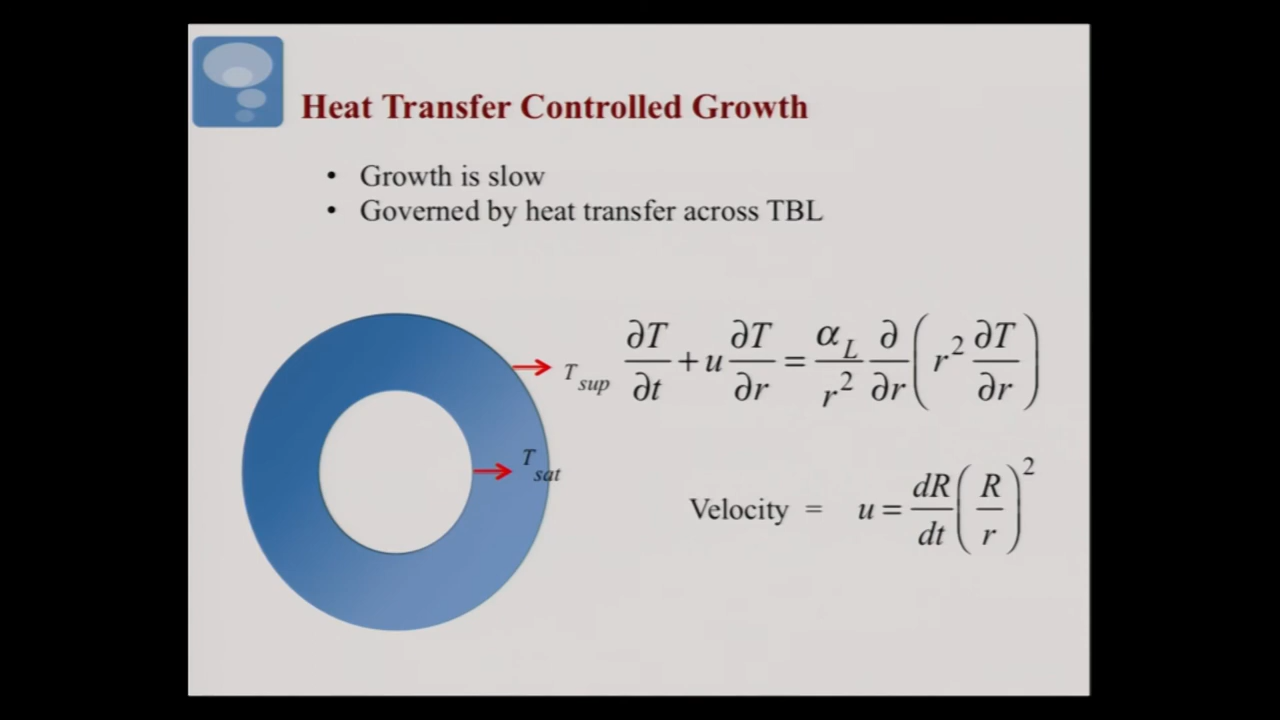 Heat Transfer Controlled Growth
• Growth is slow
• Governed by heat transfer across TBL
T_sup
∂T/∂t + u ∂T/∂r = α_L/r² ∂/∂r (r² ∂T/∂r)
T_sat
Velocity = u = dR/dt (R/r)²